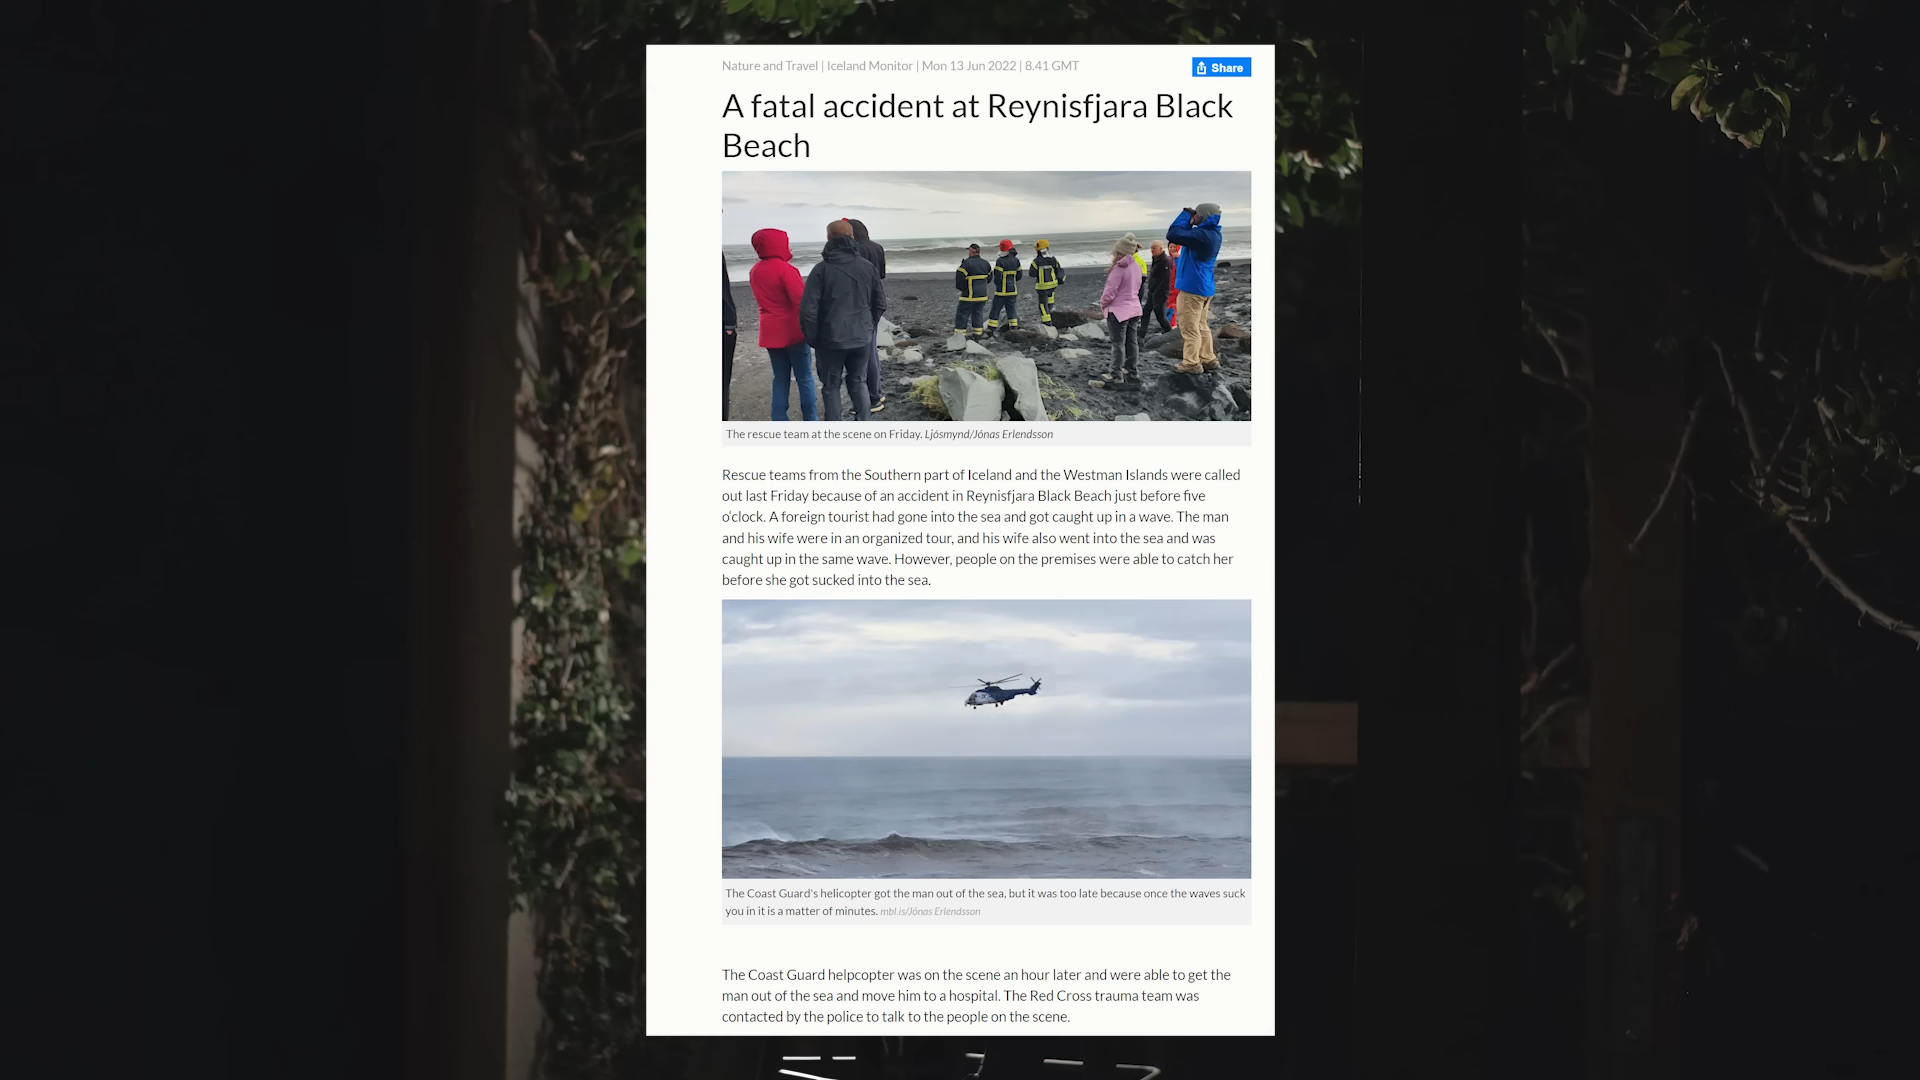 Nature and Travel | Iceland Monitor | Mon 13 Jun 2022 | 8.41 GMT
Share
A fatal accident at Reynisfjara Black
Beach
The rescue team at the scene on Friday. Ljósmynd/Jónas Erlendsson
Rescue teams from the Southern part of Iceland and the Westman Islands were called
out last Friday because of an accident in Reynisfjara Black Beach just before five
o'clock. A foreign tourist had gone into the sea and got caught up in a wave. The man
and his wife were in an organized tour, and his wife also went into the sea and was
caught up in the same wave. However, people on the premises were able to catch her
before she got sucked into the sea.
The Coast Guard's helicopter got the man out of the sea, but it was too late because once the waves suck
you in it is a matter of minutes. mbl.is/Jónas Erlendsson
The Coast Guard helpcopter was on the scene an hour later and were able to get the
man out of the sea and move him to a hospital. The Red Cross trauma team was
contacted by the police to talk to the people on the scene.